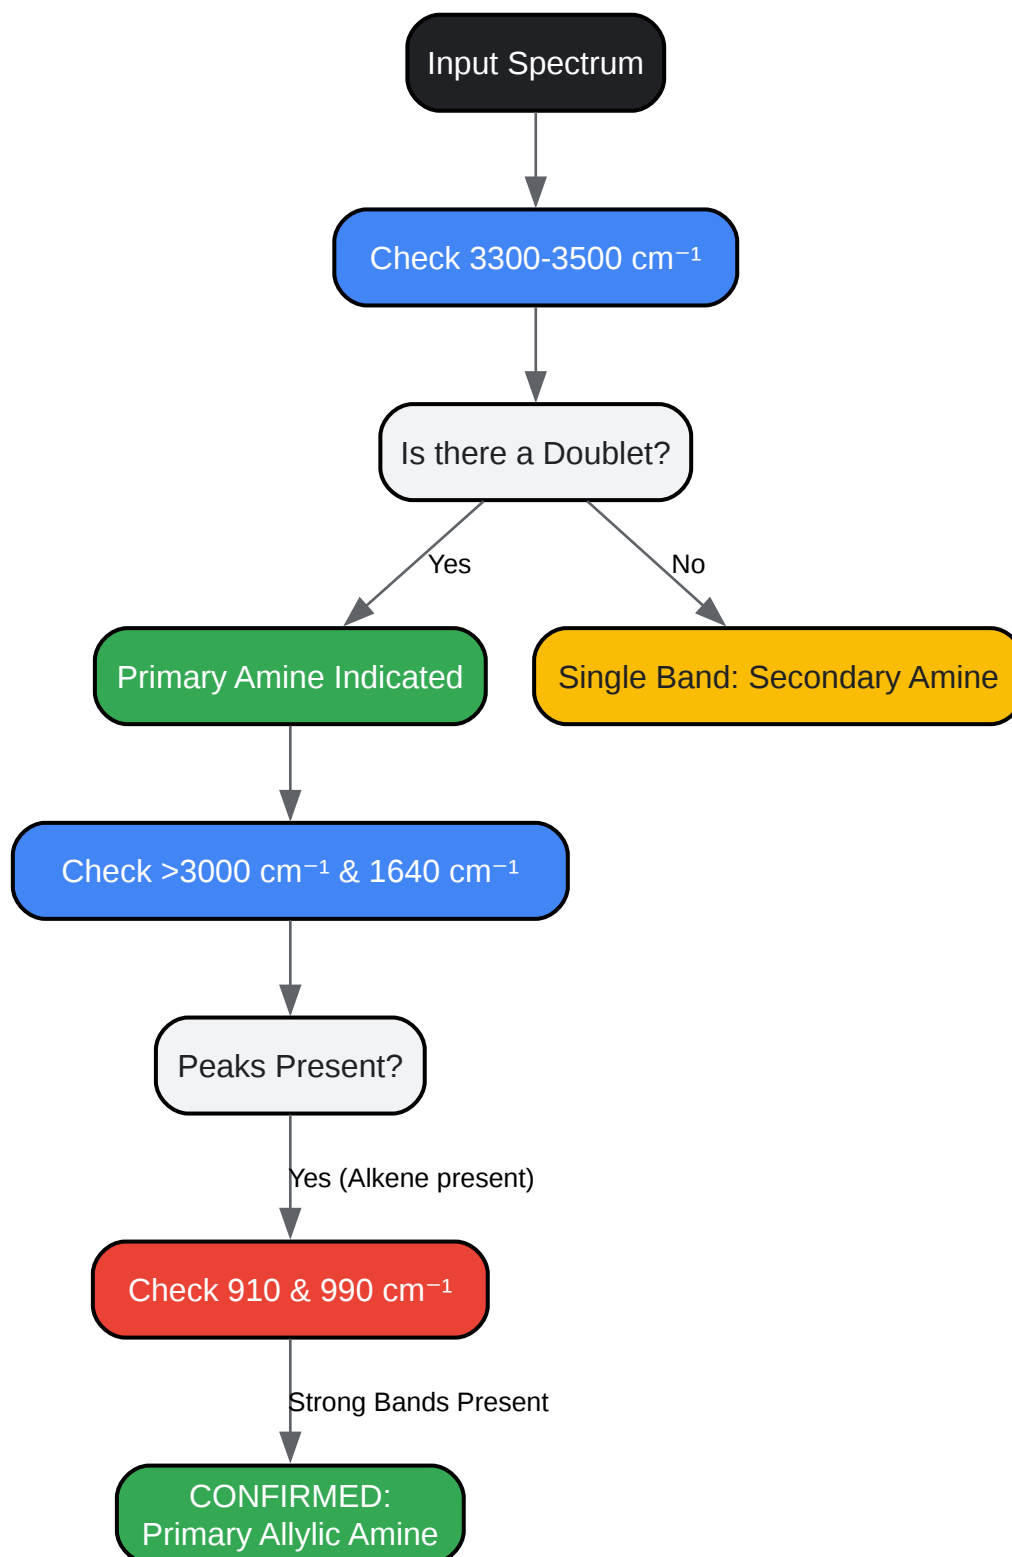 Input Spectrum
Check 3300-3500 cm⁻¹
Is there a Doublet?
Yes
No
Primary Amine Indicated
Single Band: Secondary Amine
Check >3000 cm⁻¹ & 1640 cm⁻¹
Peaks Present?
Yes (Alkene present)
Check 910 & 990 cm⁻¹
Strong Bands Present
CONFIRMED:
Primary Allylic Amine